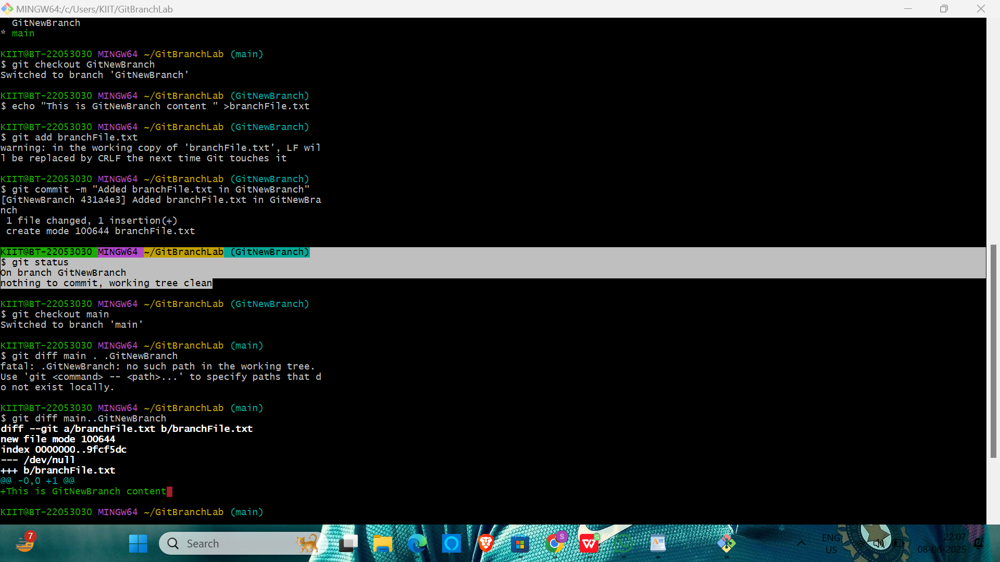 MINGW64:/c/Users/KIIT/GitBranchLab
GitNewBranch
* main
KIIT@BT-22053030 MINGW64 ~/GitBranchLab (main)
$ git checkout GitNewBranch
Switched to branch 'GitNewBranch'
KIIT@BT-22053030 MINGW64 ~/GitBranchLab (GitNewBranch)
$ echo "This is GitNewBranch content " >branchFile.txt
KIIT@BT-22053030 MINGW64 ~/GitBranchLab (GitNewBranch)
$ git add branchFile.txt
warning: in the working copy of 'branchFile.txt', LF wil
l be replaced by CRLF the next time Git touches it
KIIT@BT-22053030 MINGW64 ~/GitBranchLab (GitNewBranch)
$ git commit -m "Added branchFile.txt in GitNewBranch"
[GitNewBranch 431a4e3] Added branchFile.txt in GitNewBra
nch
1 file changed, 1 insertion(+)
create mode 100644 branchFile.txt
KIIT@BT-22053030 MINGW64 ~/GitBranchLab (GitNewBranch)
$ git status
On branch GitNewBranch
nothing to commit, working tree clean
KIIT@BT-22053030 MINGW64 ~/GitBranchLab (GitNewBranch)
$ git checkout main
Switched to branch 'main'
KIIT@BT-22053030 MINGW64 ~/GitBranchLab (main)
$ git diff main . .GitNewBranch
fatal: .GitNewBranch: no such path in the working tree.
Use 'git <command> -- <path>...' to specify paths that d
o not exist locally.
KIIT@BT-22053030 MINGW64 ~/GitBranchLab (main)
$ git diff main..GitNewBranch
diff --git a/branchFile.txt b/branchFile.txt
new file mode 100644
index 0000000..9fcf5dc
--- /dev/null
+++ b/branchFile.txt
@@ -0,0 +1 @@
+This is GitNewBranch content
KIIT@BT-22053030 MINGW64 ~/GitBranchLab (main)
7
Search
S
W
S
ENG
US
22:07
08-08-2025